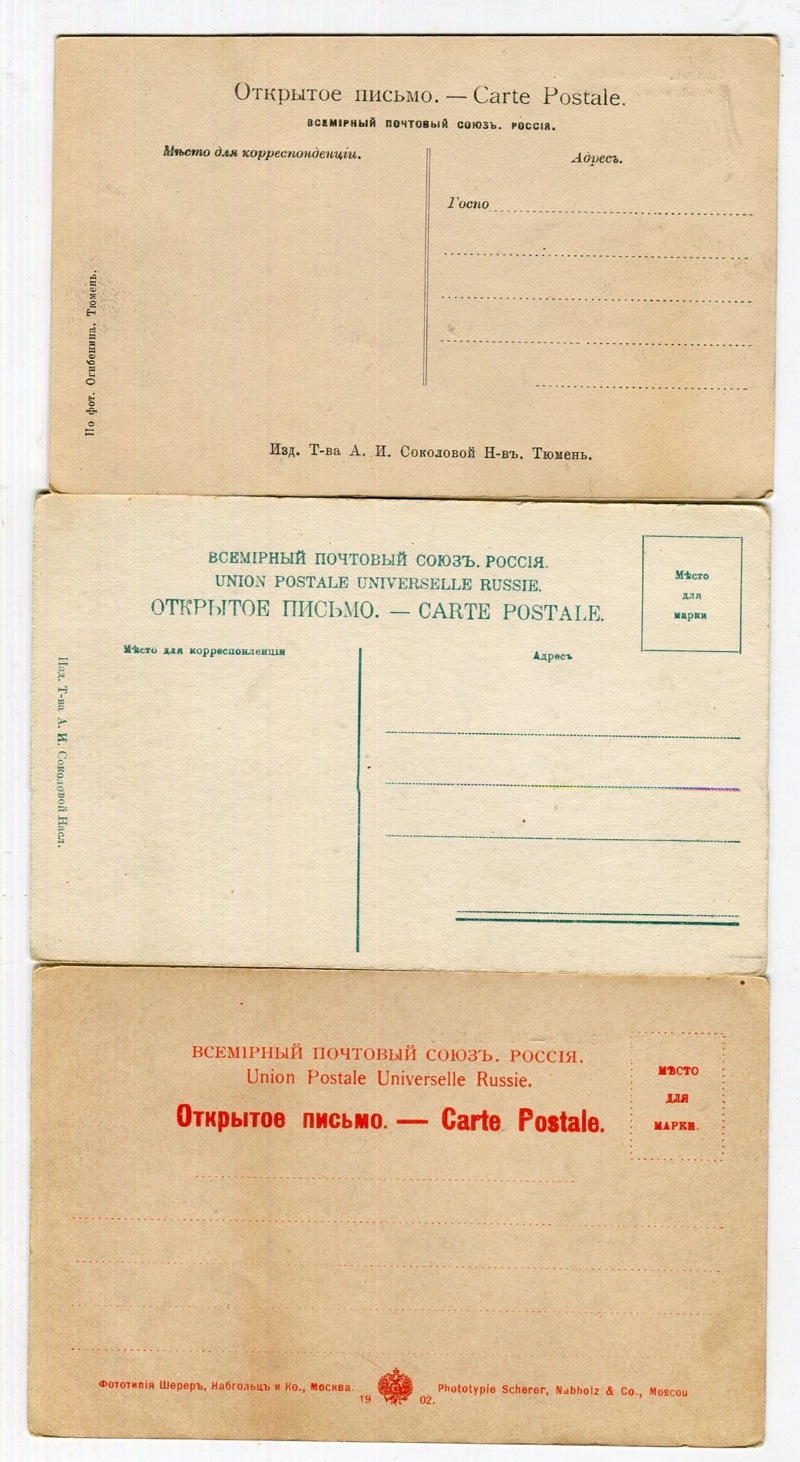 Открытое письмо. — Carte Postale.
ВСЕМІРНЫЙ ПОЧТОВЫЙ СОЮЗЪ. РОССІЯ.
Мѣсто для корреспонденціи.
Адресъ.
Госпо
По фот. Огибенина. Тюмень.
Изд. Т-ва А. И. Соколовой Н-въ. Тюмень.
ВСЕМІРНЫЙ ПОЧТОВЫЙ СОЮЗЪ. РОССІЯ.
UNION POSTALE UNIVERSELLE RUSSIE.
ОТКРЫТОЕ ПИСЬМО. — CARTE POSTALE.
Мѣсто
для
марки
Мѣсто для корреспонленція
Адресъ
Изд. Т-ва А. И. Соколовой Насл.
ВСЕМІРНЫЙ ПОЧТОВЫЙ СОЮЗЪ. РОССІЯ.
Union Postale Universelle Russie.
Открытое письмо. — Carte Postale.
МѢСТО
ДЛЯ
МАРКИ.
Фототипія Шереръ, Набгольцъ и Ко., Москва.
19 02.
Phototypie Scherer, Nabholz & Co., Moscou